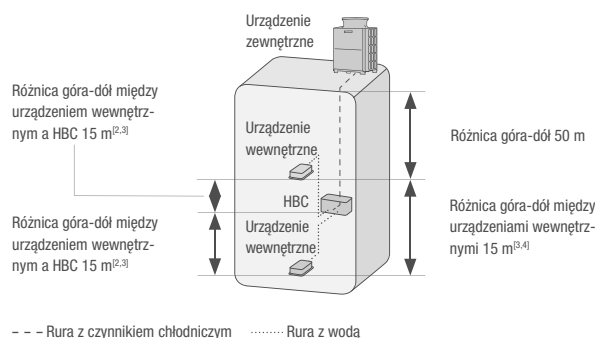 Urządzenie
zewnętrzne
Różnica góra-dół między
urządzeniem wewnętrz-
nym a HBC 15 m[2,3]
Urządzenie
wewnętrzne
Różnica góra-dół 50 m
HBC
Różnica góra-dół między
urządzeniem wewnętrz-
nym a HBC 15 m[2,3]
Urządzenie
wewnętrzne
Różnica góra-dół między
urządzeniami wewnętrz-
nymi 15 m[3,4]
– – – Rura z czynnikiem chłodniczym ........ Rura z wodą